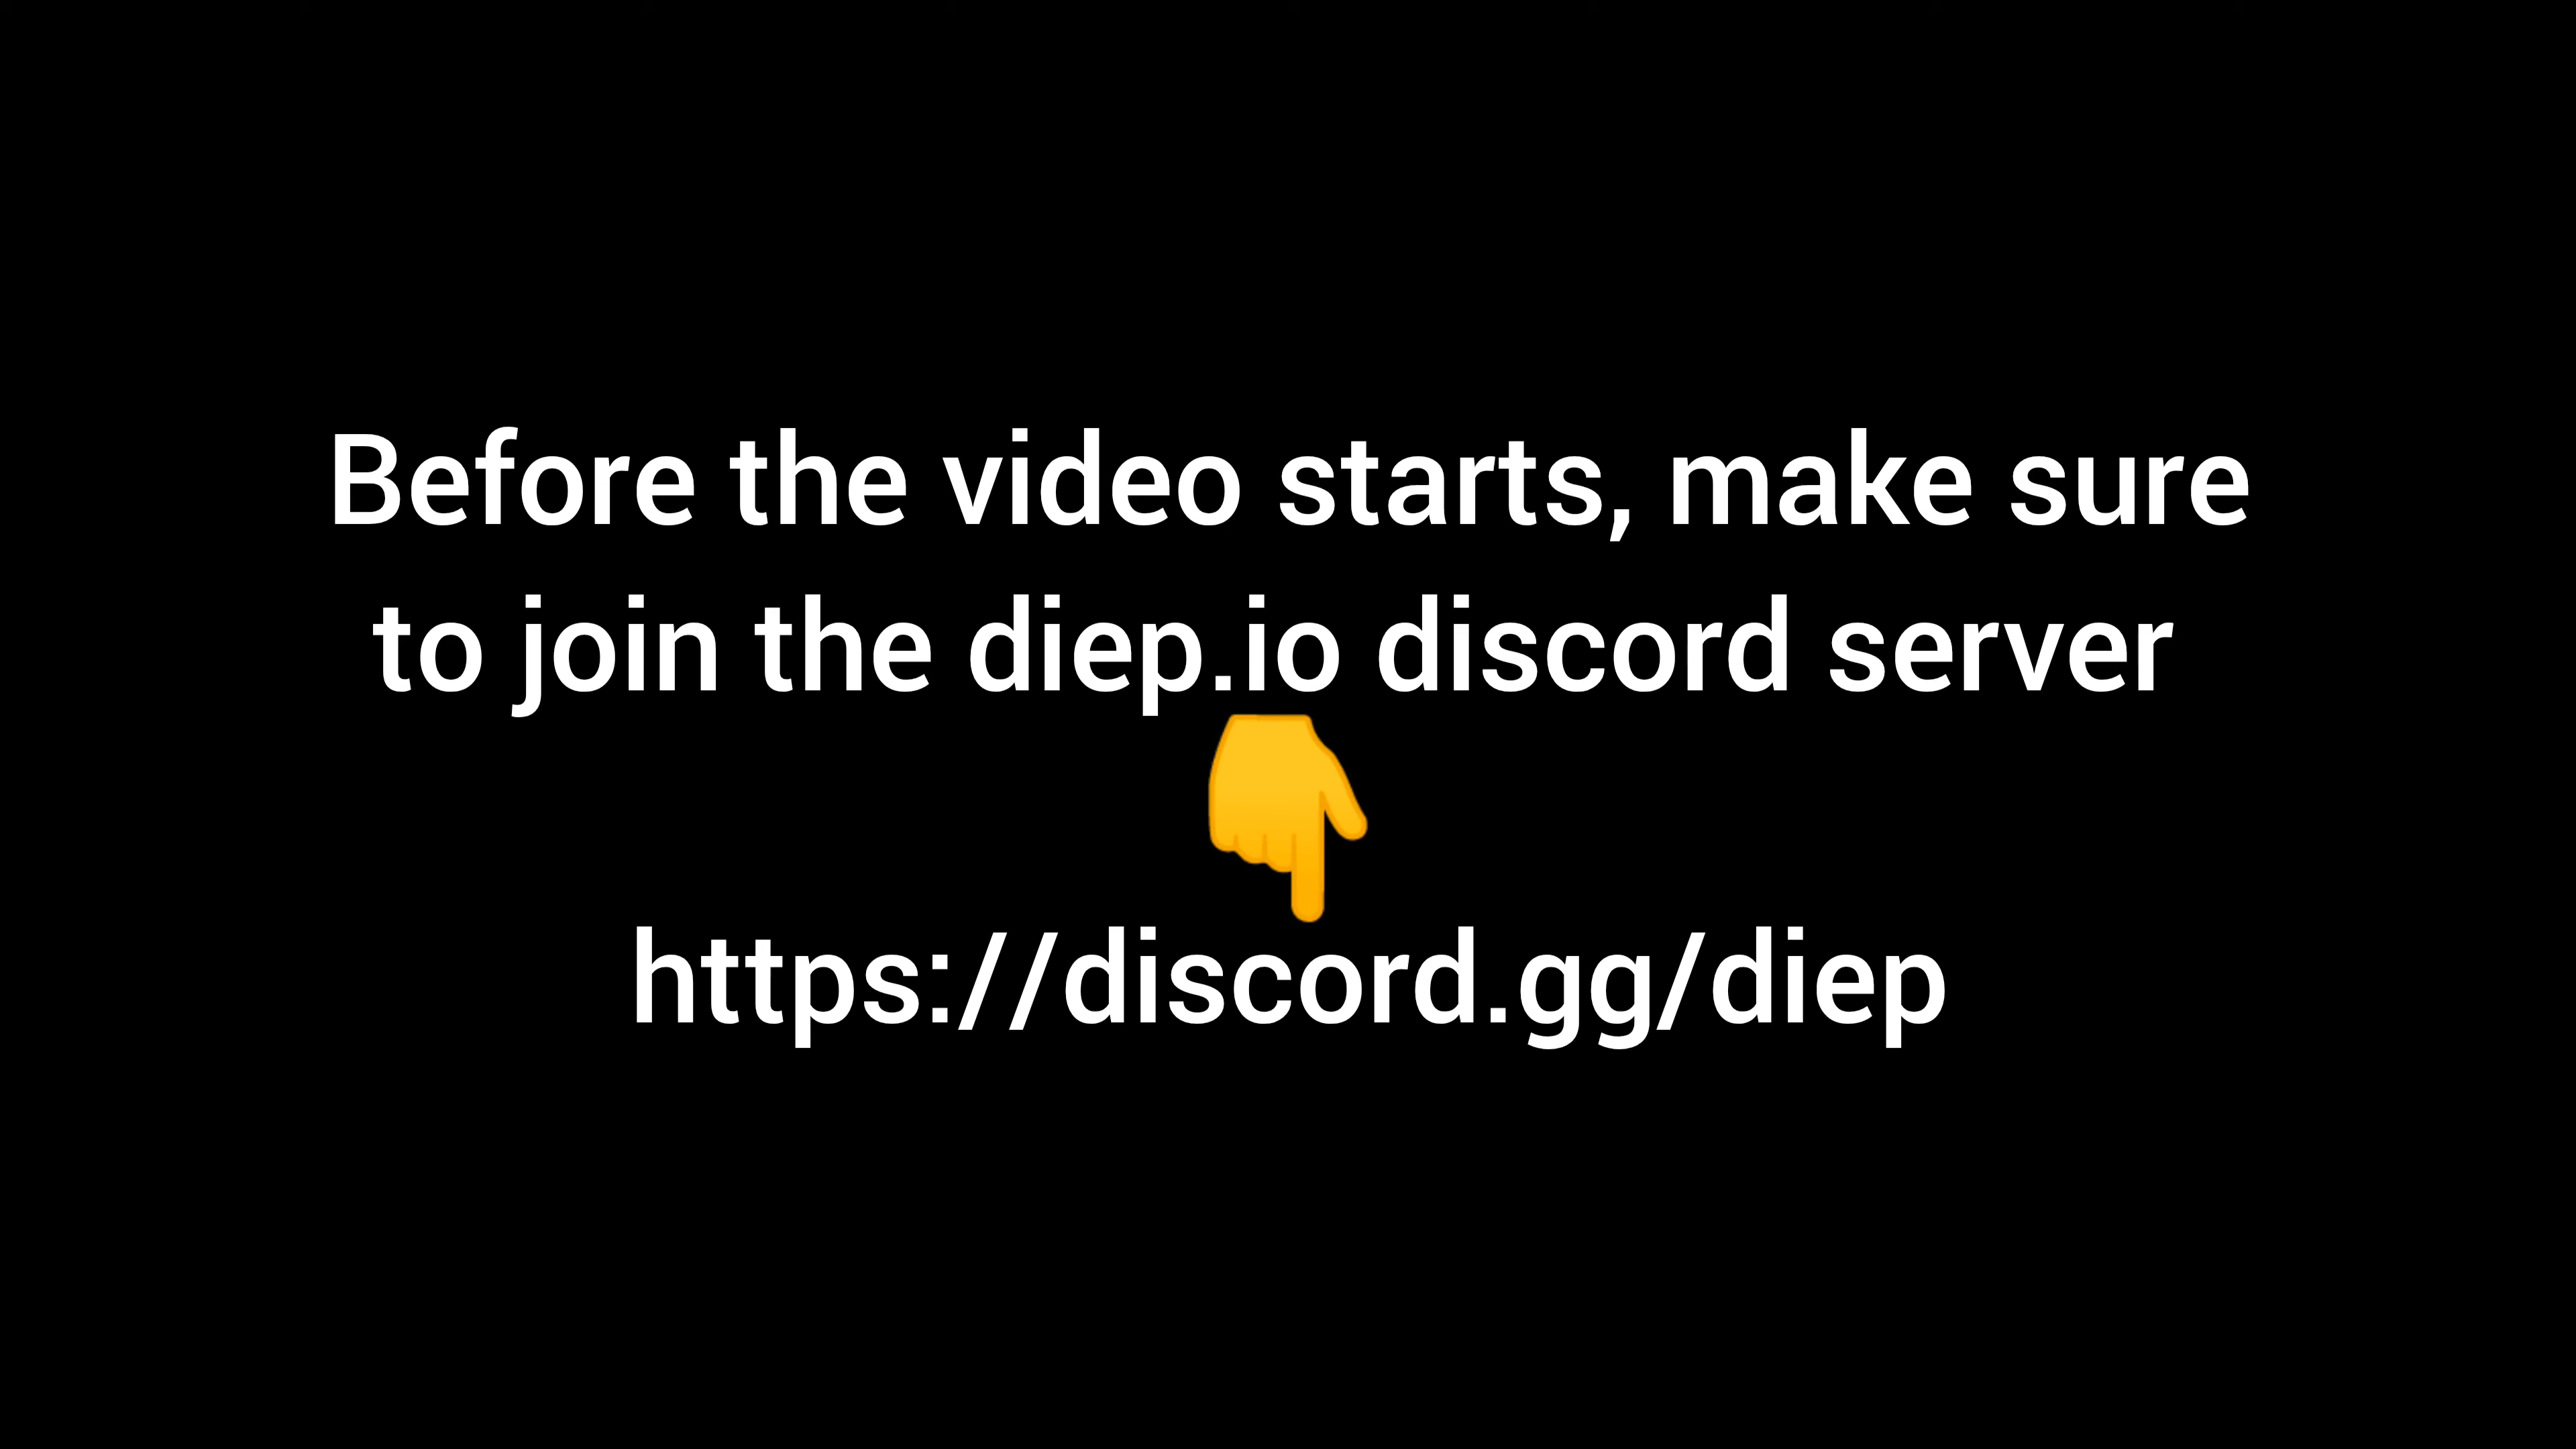 Before the video starts, make sure
to join the diep.io discord server
👇
https://discord.gg/diep